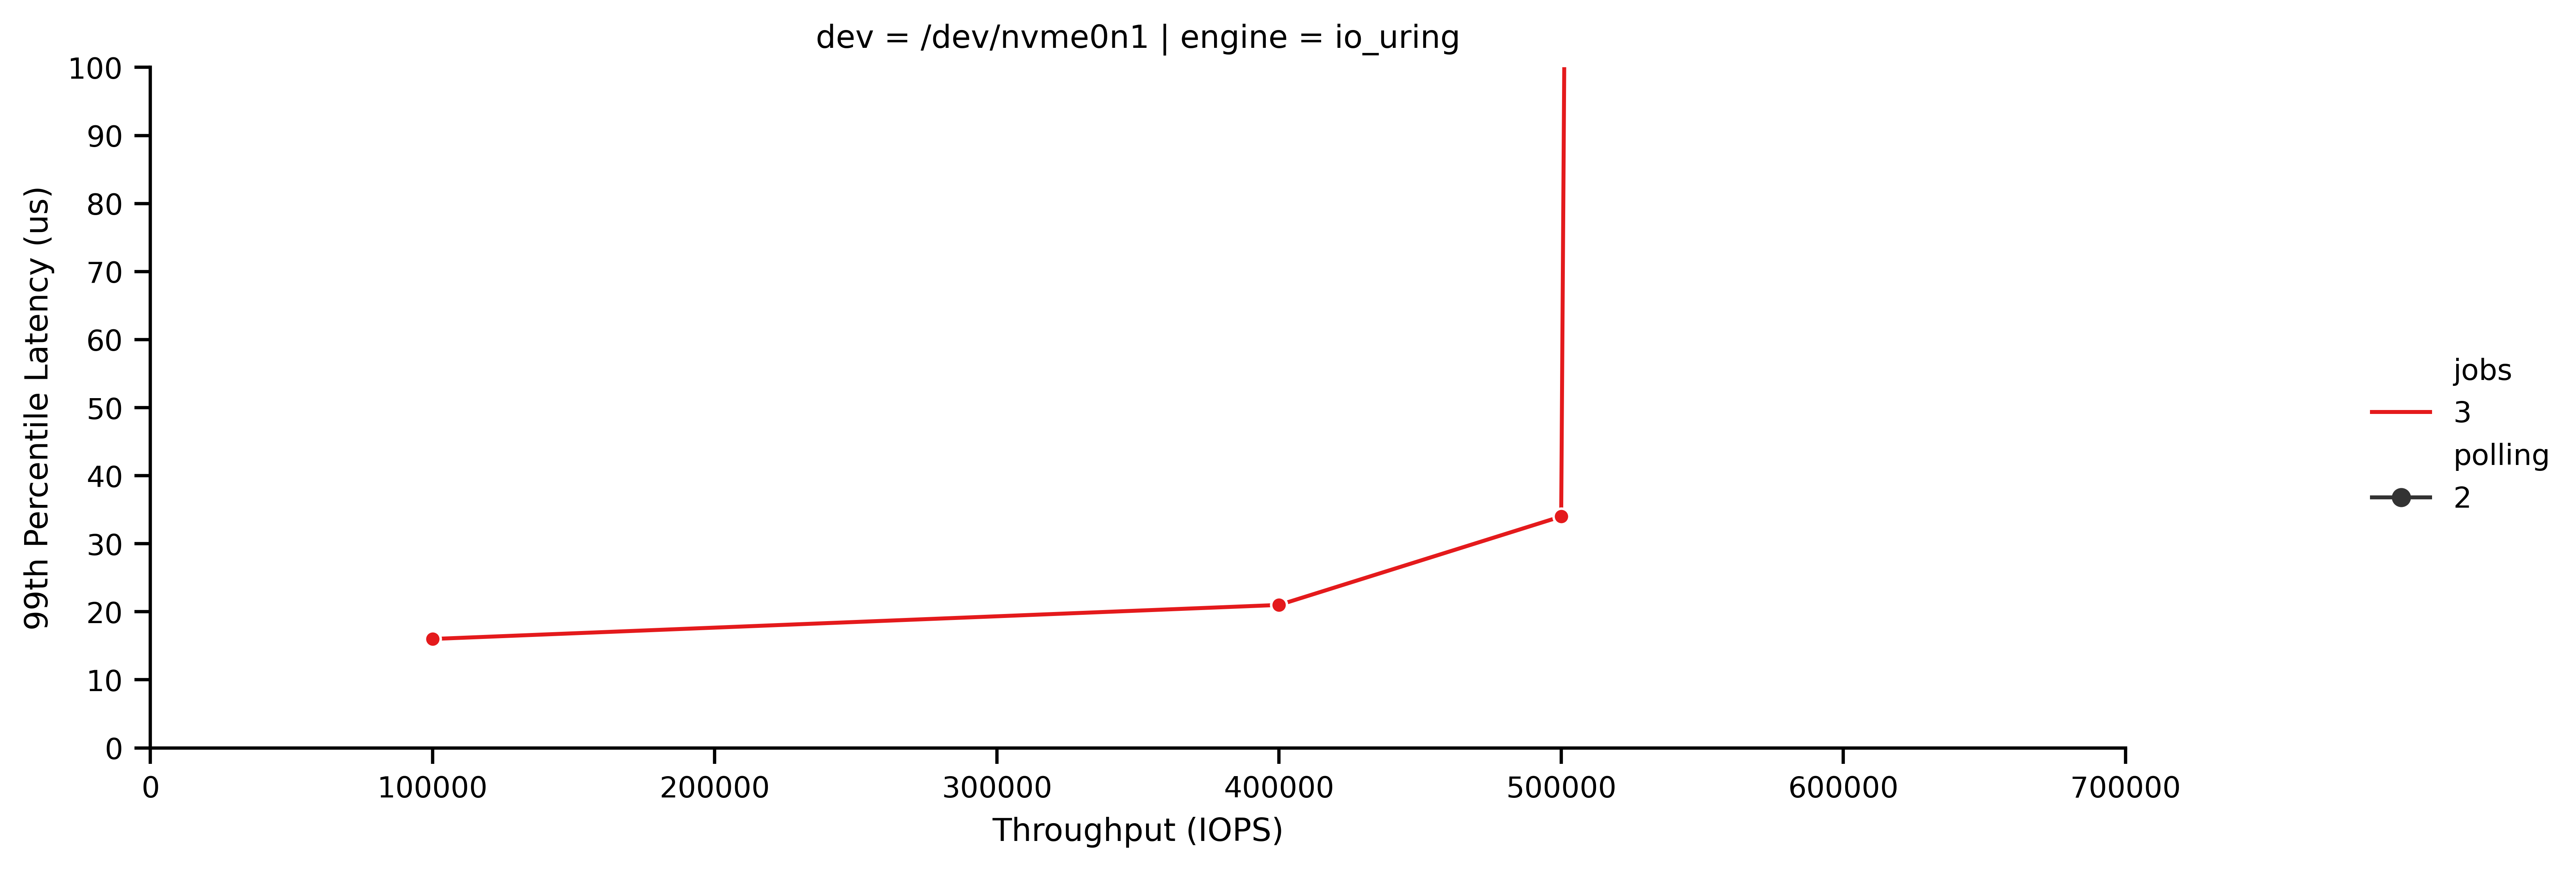 dev = /dev/nvme0n1 | engine = io_uring
100
90
80
70
60
50
40
30
20
10
0
99th Percentile Latency (us)
0 100000 200000 300000 400000 500000 600000 700000
Throughput (IOPS)
jobs
3
polling
2